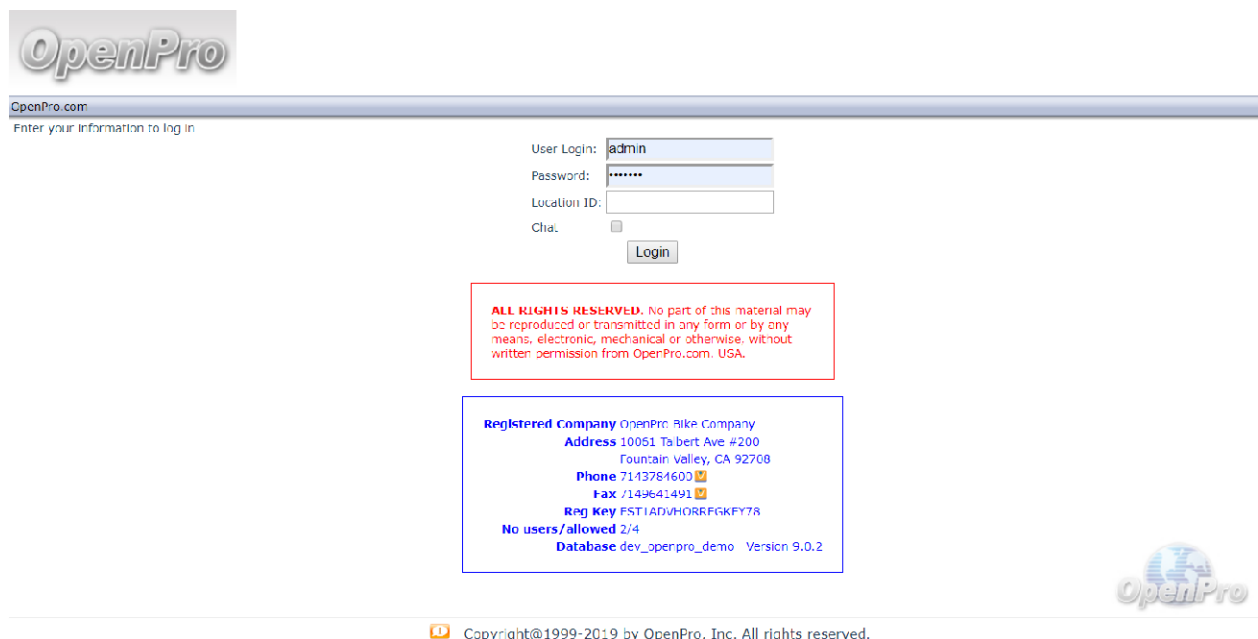 OpenPro
OpenPro.com
Enter your information to log in
User Login: admin
Password: •••••••
Location ID:
Chat
Login
ALL RIGHTS RESERVED. No part of this material may
be reproduced or transmitted in any form or by any
means, electronic, mechanical or otherwise, without
written permission from OpenPro.com, USA.
Registered Company OpenPro Bike Company
Address 10061 Talbert Ave #200
Fountain Valley, CA 92708
Phone 7143784600
Fax 7149641491
Reg Key
No users/allowed 2/4
Database dev_openpro_demo Version 9.0.2
OpenPro
Copyright@1999-2019 by OpenPro, Inc. All rights reserved.